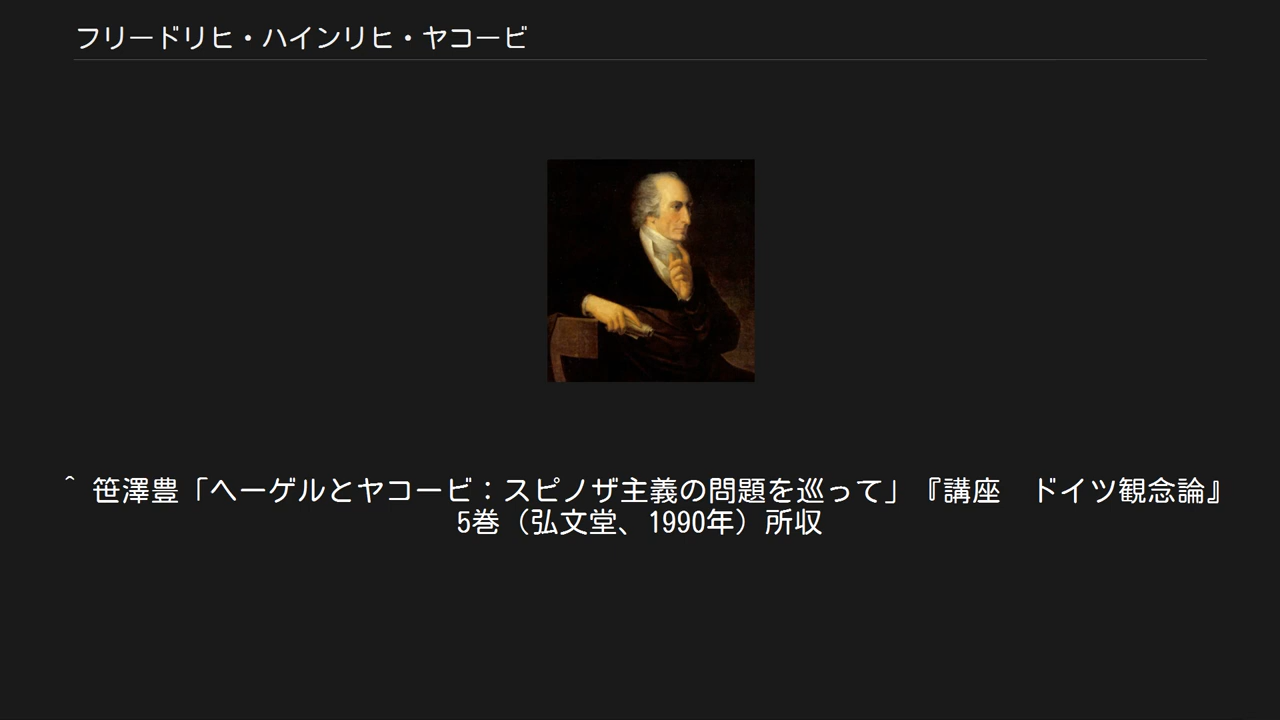 フリードリヒ・ハインリヒ・ヤコービ
^ 笹澤豊「ヘーゲルとヤコービ：スピノザ主義の問題を巡って」『講座　ドイツ観念論』
5巻（弘文堂、1990年）所収